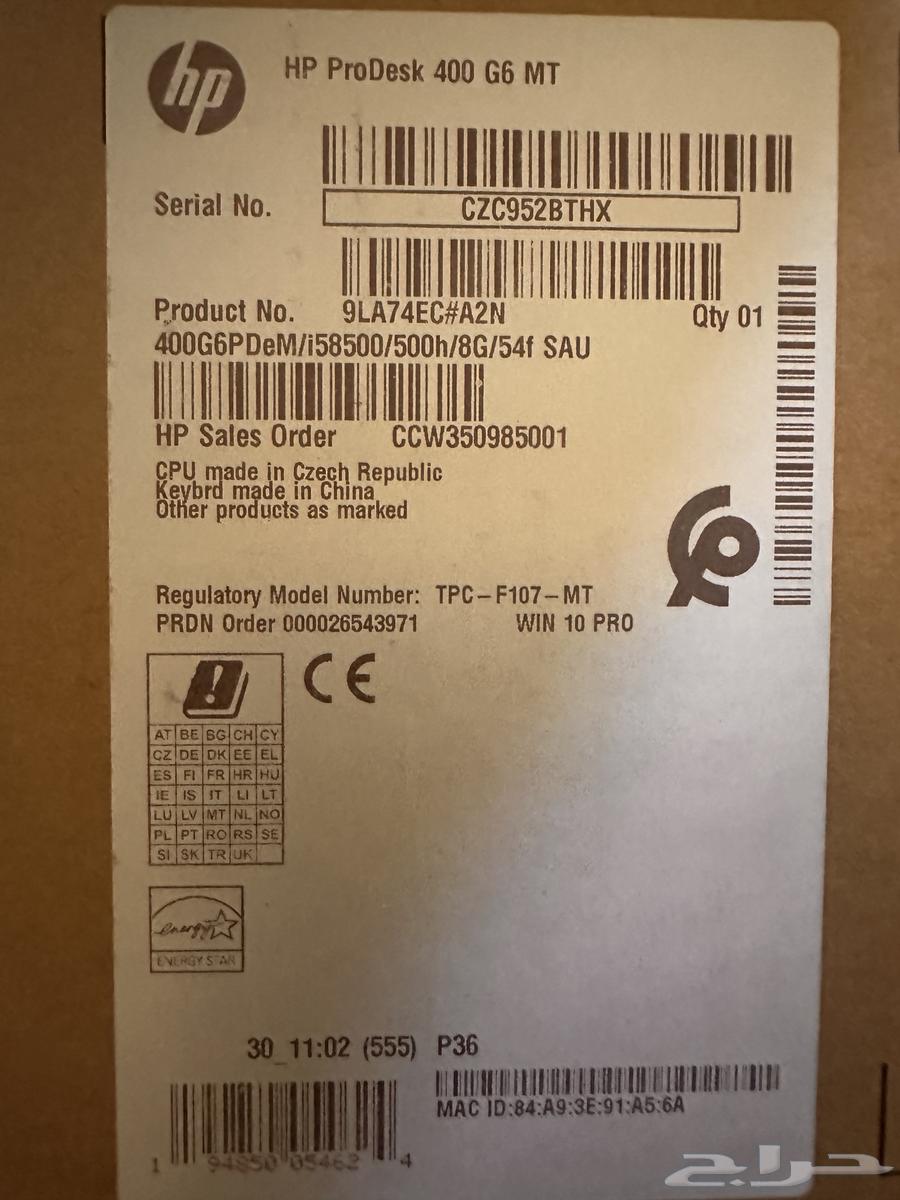 hp
HP ProDesk 400 G6 MT
Serial No. CZC952BTHX
Product No. 9LA74EC#A2N Qty 01
400G6PDeM/i58500/500h/8G/54f SAU
HP Sales Order CCW350985001
CPU made in Czech Republic
Keybrd made in China
Other products as marked
Regulatory Model Number: TPC-F107-MT
PRDN Order 000026543971 WIN 10 PRO
CE
AT BE BG CH CY
CZ DE DK EE EL
ES FI FR HR HU
IE IS IT LI LT
LU LV MT NL NO
PL PT RO RS SE
SI SK TR UK
energy
ENERGY STAR
30_11:02 (555) P36
MAC ID:84:A9:3E:91:A5:6A
1 94850 05462 4
حراج